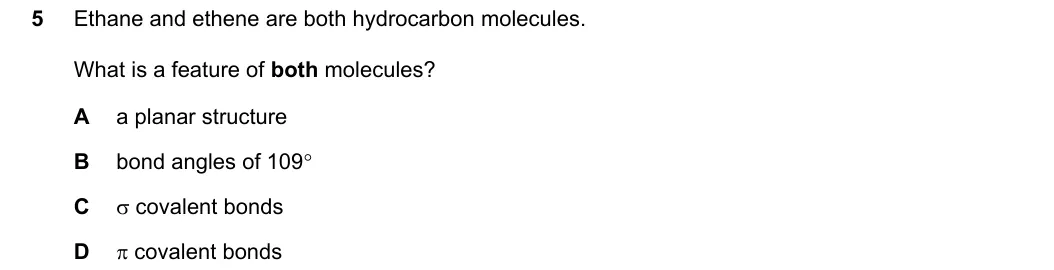 5 Ethane and ethene are both hydrocarbon molecules.
What is a feature of both molecules?
A a planar structure
B bond angles of 109°
C σ covalent bonds
D π covalent bonds